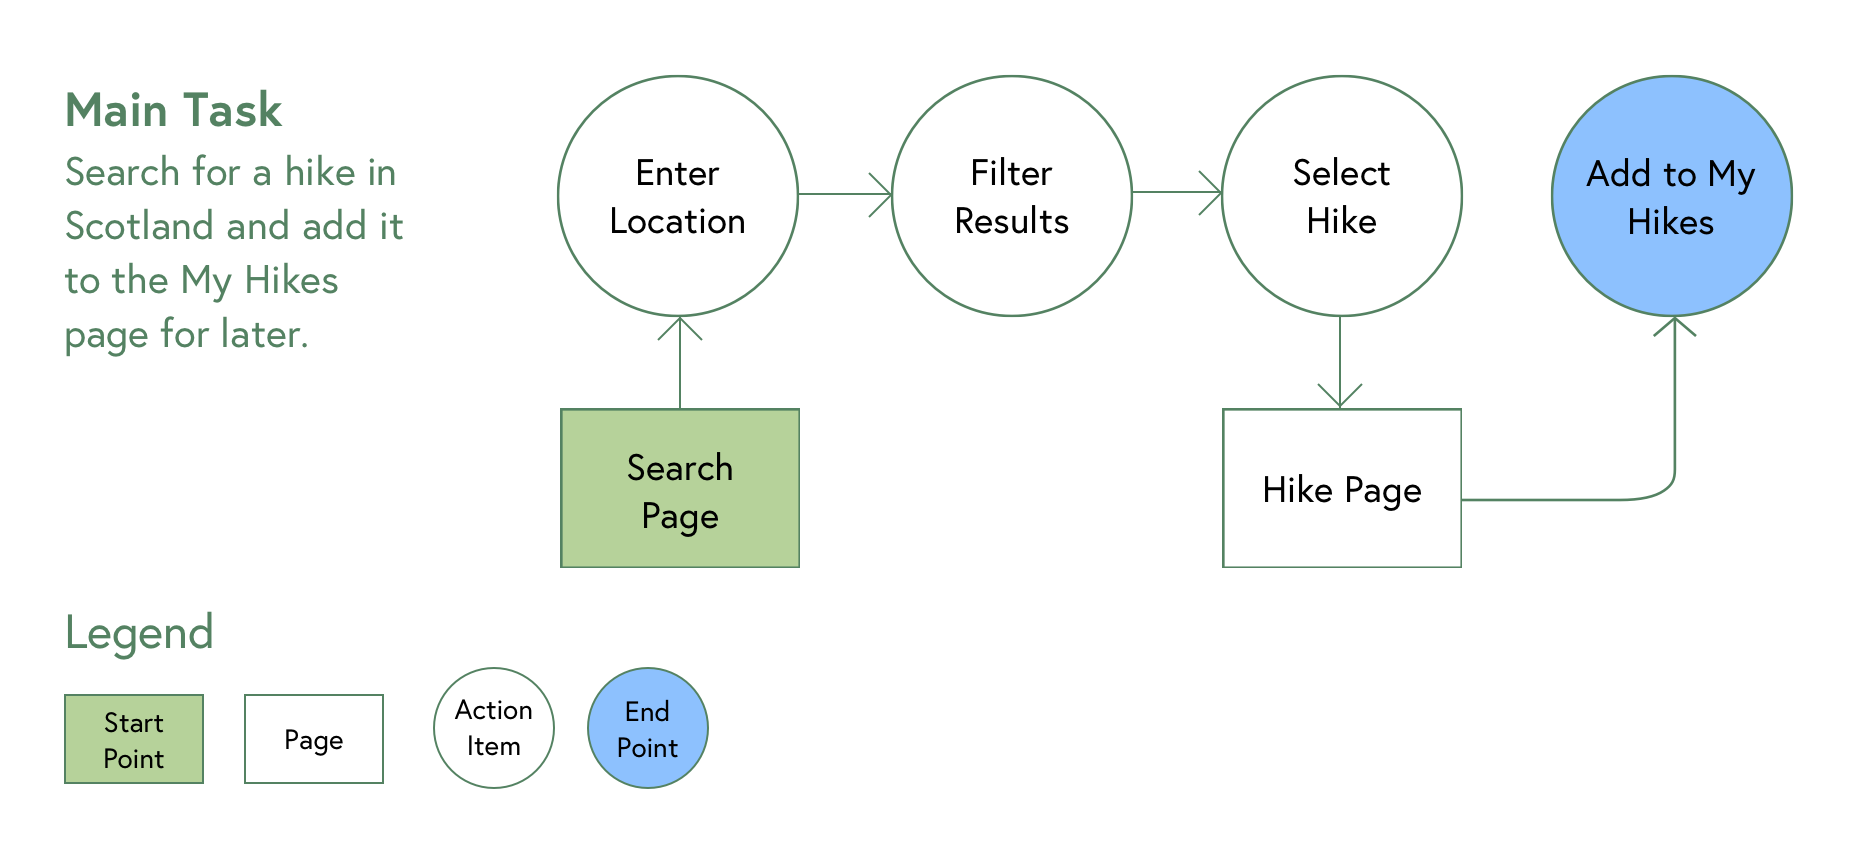 Main Task
Search for a hike in
Scotland and add it
to the My Hikes
page for later.
Enter
Location
Filter
Results
Select
Hike
Add to My
Hikes
Search
Page
Hike Page
Legend
Start
Point
Page
Action
Item
End
Point